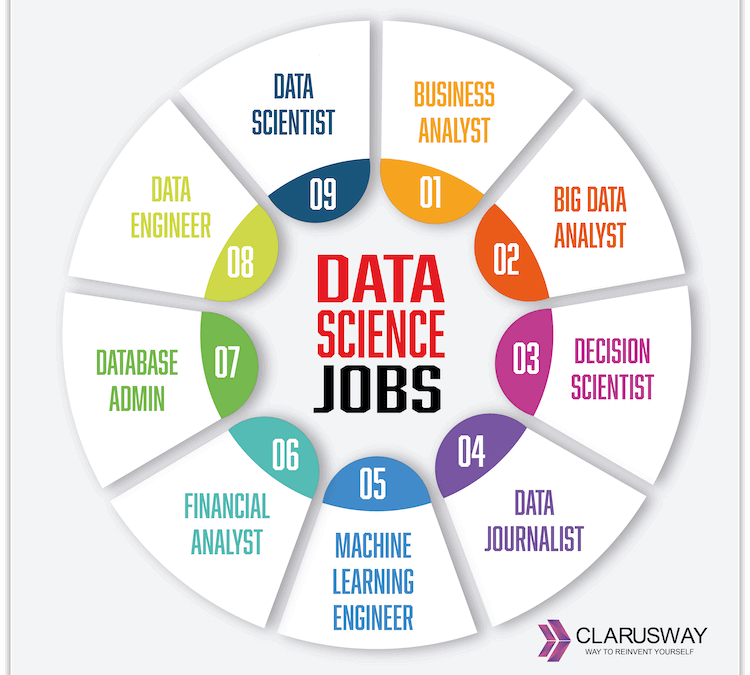 DATA
SCIENCE
JOBS
01
BUSINESS
ANALYST
02
BIG DATA
ANALYST
03
DECISION
SCIENTIST
04
DATA
JOURNALIST
05
MACHINE
LEARNING
ENGINEER
06
FINANCIAL
ANALYST
07
DATABASE
ADMIN
08
DATA
ENGINEER
09
DATA
SCIENTIST
CLARUSWAY
WAY TO REINVENT YOURSELF